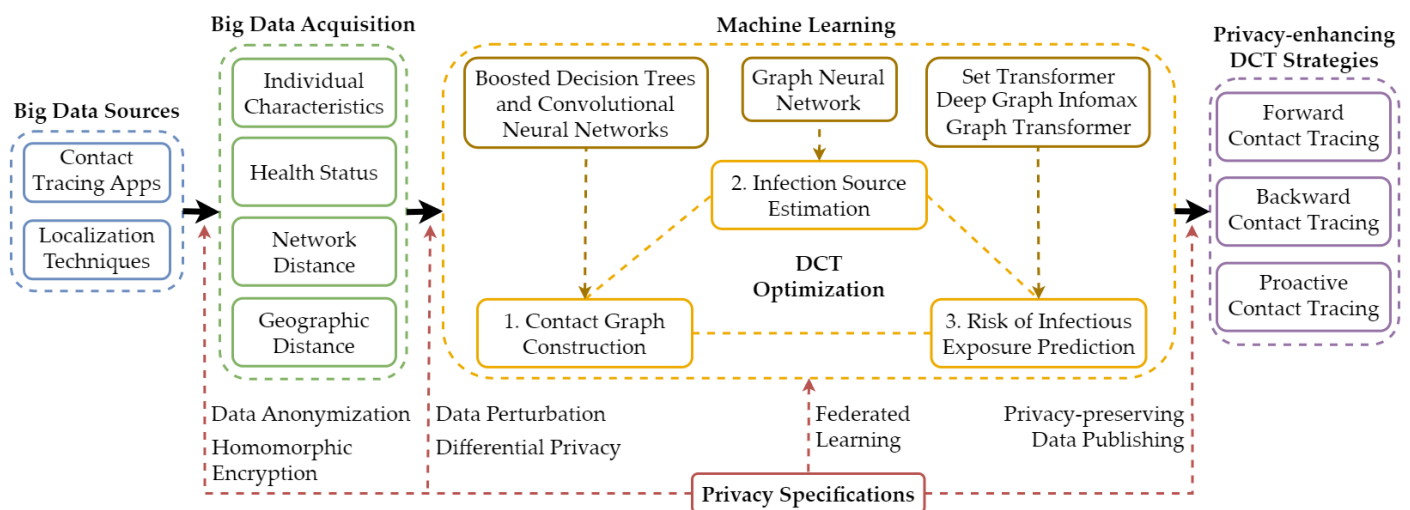 Big Data Sources
Contact
Tracing Apps
Localization
Techniques
Big Data Acquisition
Individual
Characteristics
Health Status
Network
Distance
Geographic
Distance
Machine Learning
Boosted Decision Trees
and Convolutional
Neural Networks
Graph Neural
Network
Set Transformer
Deep Graph Infomax
Graph Transformer
2. Infection Source
Estimation
DCT
Optimization
1. Contact Graph
Construction
3. Risk of Infectious
Exposure Prediction
Privacy-enhancing
DCT Strategies
Forward
Contact Tracing
Backward
Contact Tracing
Proactive
Contact Tracing
Data Anonymization
Homomorphic
Encryption
Data Perturbation
Differential Privacy
Federated
Learning
Privacy-preserving
Data Publishing
Privacy Specifications